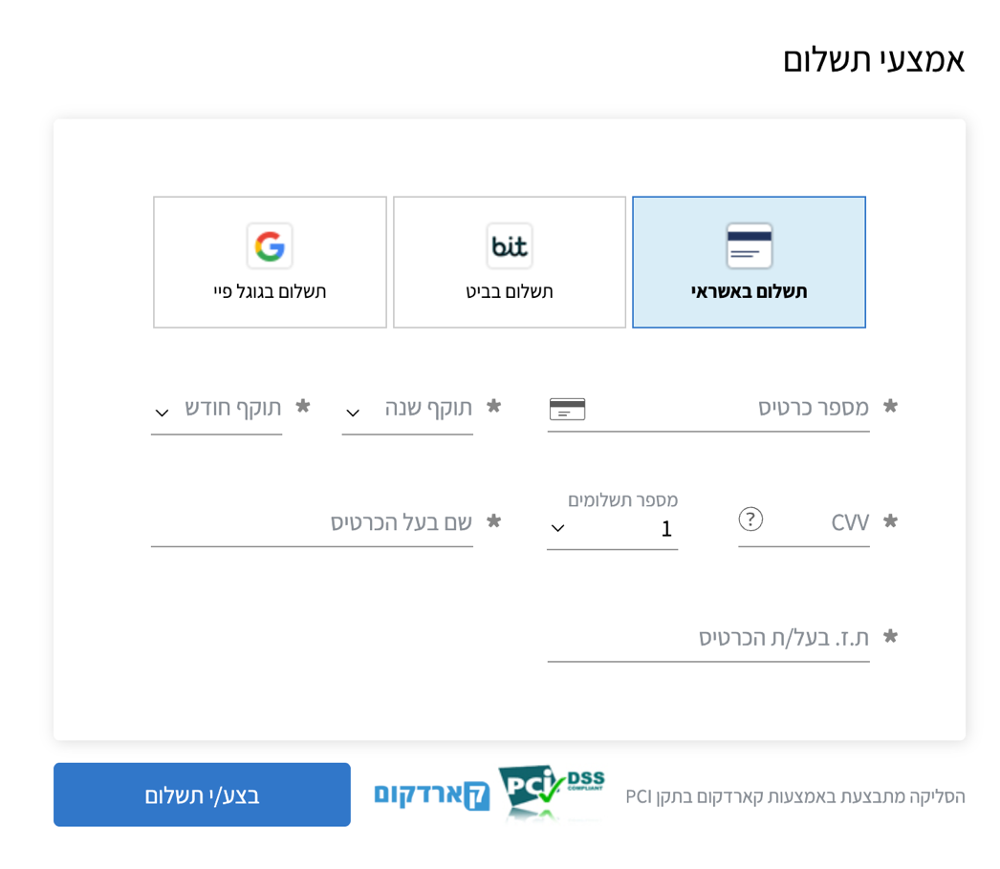 אמצעי תשלום
תשלום באשראי
bit
תשלום בביט
G
תשלום בגוגל פיי
* מספר כרטיס
* תוקף שנה
* תוקף חודש
* CVV
?
מספר תשלומים
1
* שם בעל הכרטיס
* ת.ז. בעל/ת הכרטיס
הסליקה מתבצעת באמצעות קארדקום בתקן PCI
PCI DSS
COMPLIANT
קארדקום
בצע/י תשלום